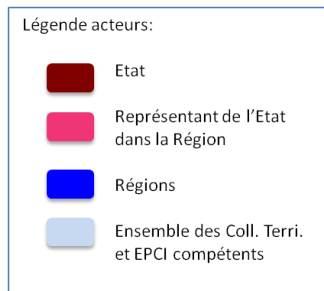 Légende acteurs:
Etat
Représentant de l'Etat
dans la Région
Régions
Ensemble des Coll. Terri.
et EPCI compétents